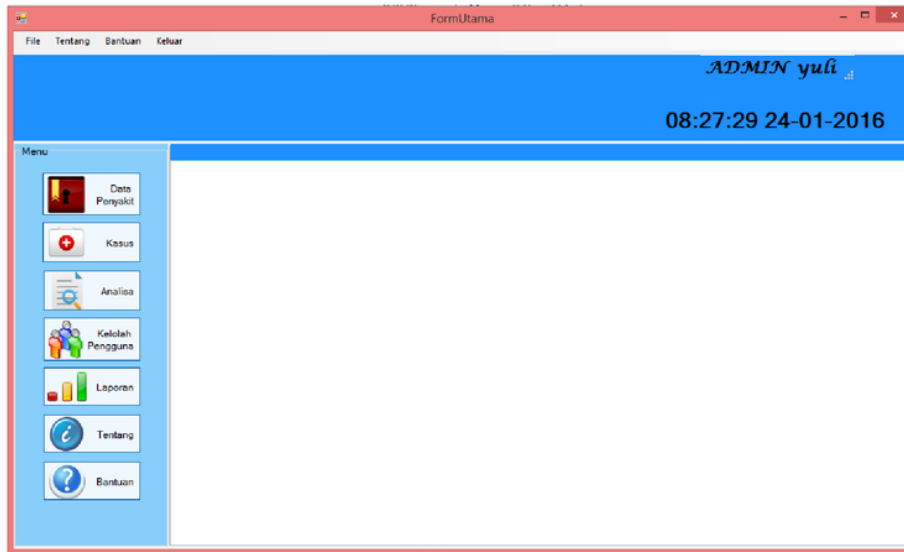 FormUtama
File Tentang Bantuan Keluar
ADMIN yuli
08:27:29 24-01-2016
Menu
Data
Penyakit
Kasus
Analisa
Kelolah
Pengguna
Laporan
Tentang
Bantuan